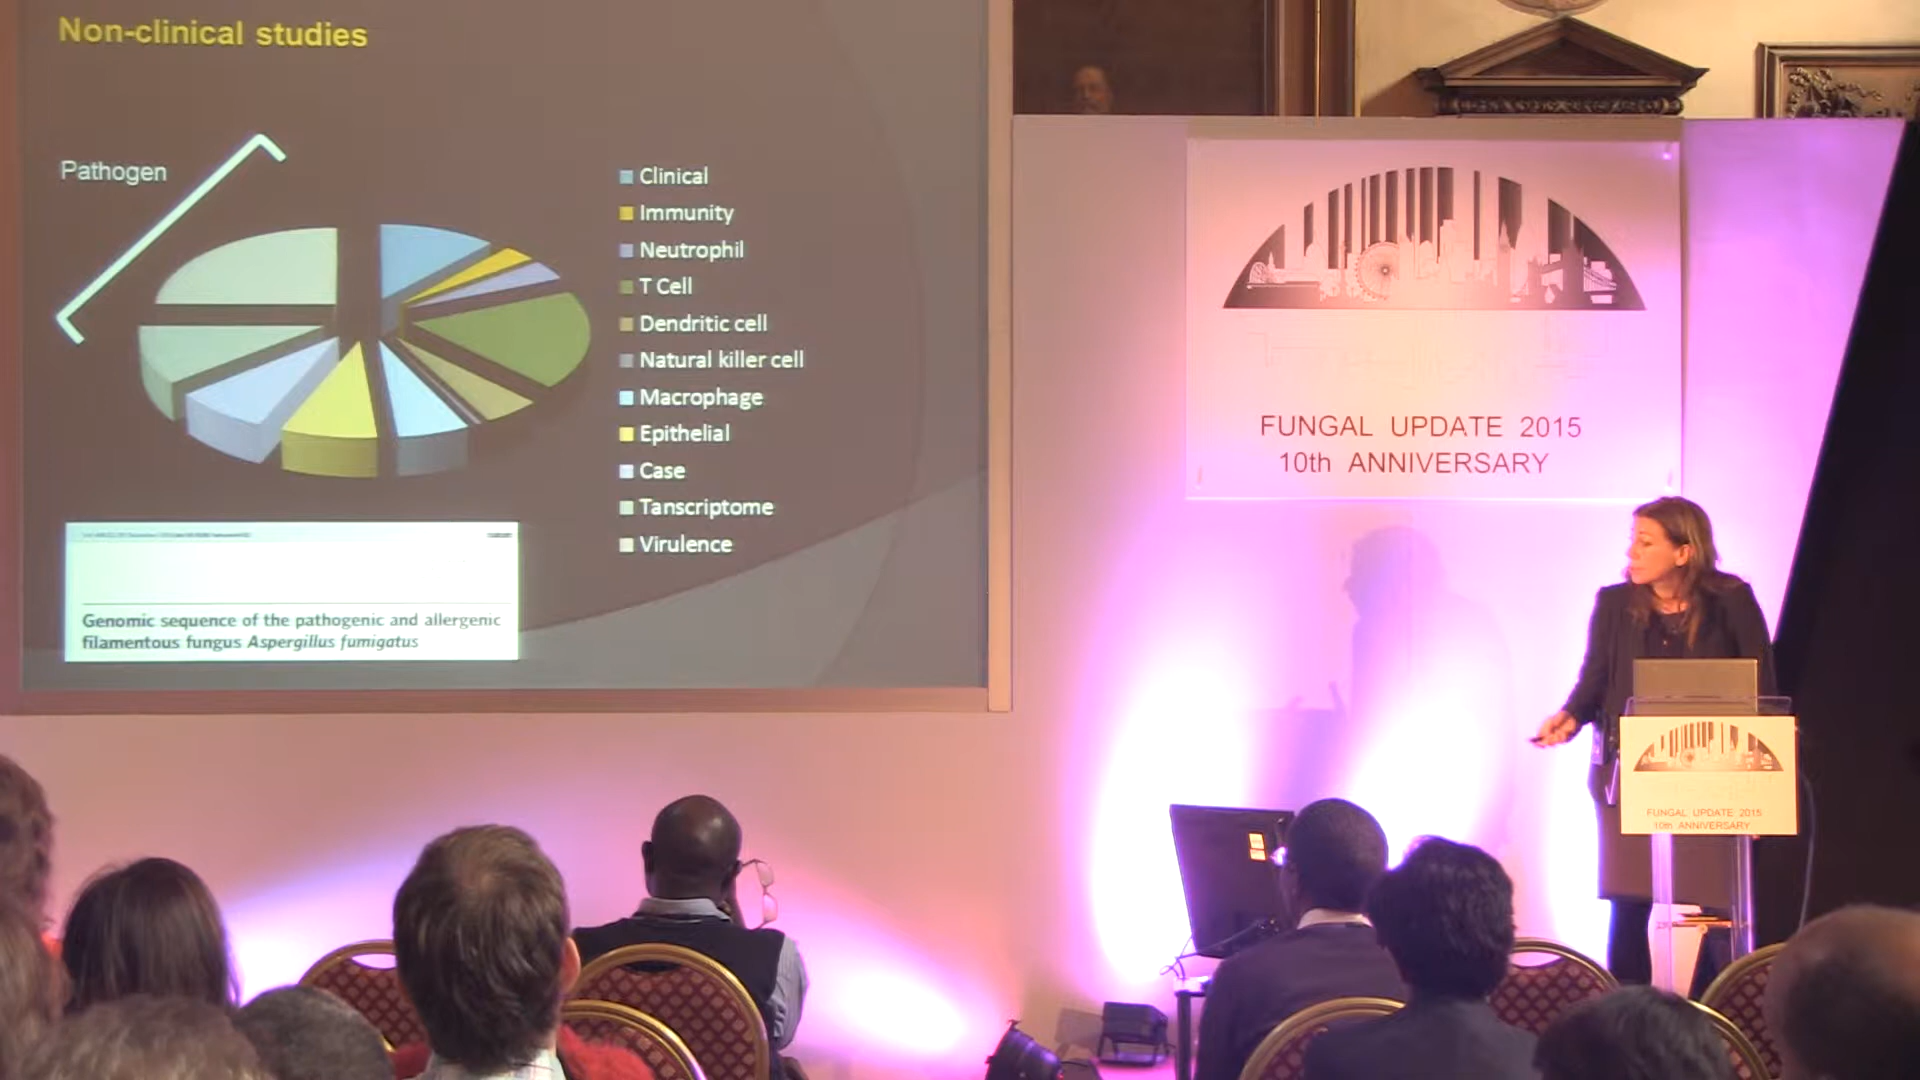 Non-clinical studies
Pathogen
Clinical
Immunity
Neutrophil
T Cell
Dendritic cell
Natural killer cell
Macrophage
Epithelial
Case
Tanscriptome
Virulence
Genomic sequence of the pathogenic and allergenic
filamentous fungus Aspergillus fumigatus
FUNGAL UPDATE 2015
10th ANNIVERSARY
FUNGAL UPDATE 2015
10th ANNIVERSARY